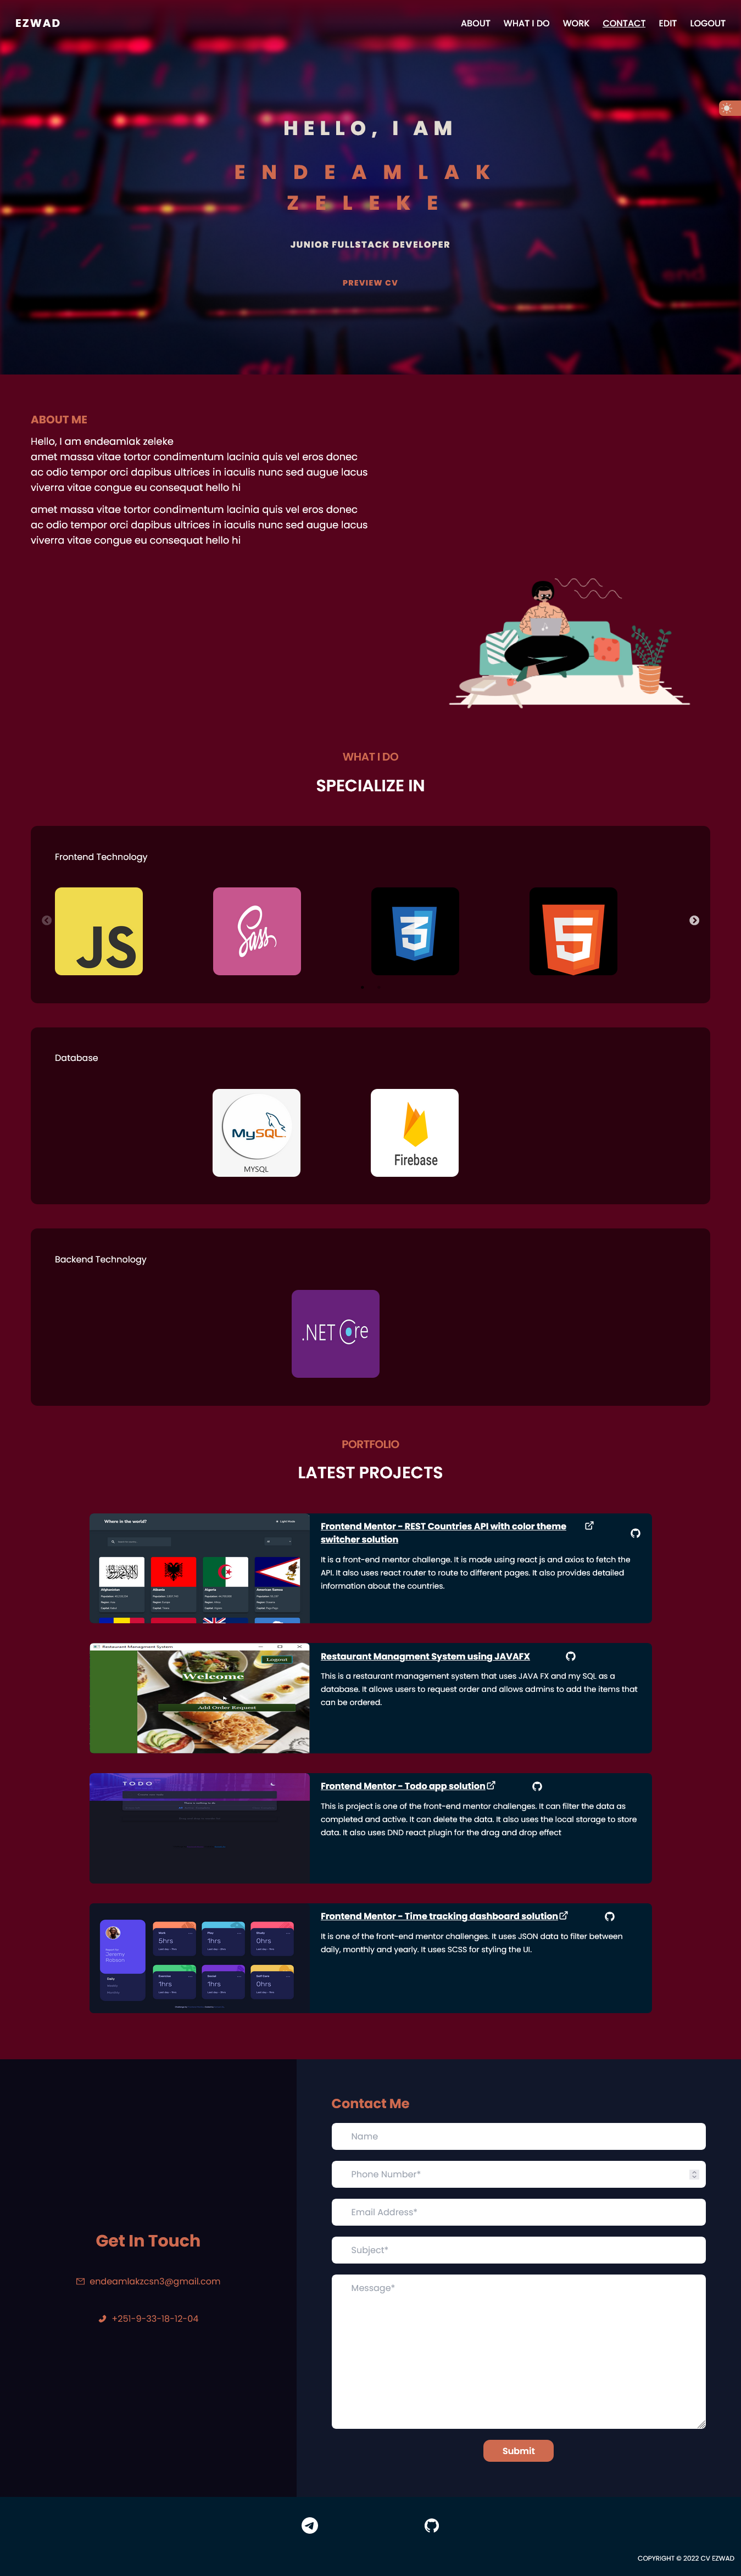 EZWAD
ABOUT WHAT I DO WORK CONTACT EDIT LOGOUT
HELLO, I AM
ENDEAMLAK
ZELEKE
JUNIOR FULLSTACK DEVELOPER
PREVIEW CV
end
ctrl
ABOUT ME
Hello, I am endeamlak zeleke
amet massa vitae tortor condimentum lacinia quis vel eros donec
ac odio tempor orci dapibus ultrices in iaculis nunc sed augue lacus
viverra vitae congue eu consequat hello hi
amet massa vitae tortor condimentum lacinia quis vel eros donec
ac odio tempor orci dapibus ultrices in iaculis nunc sed augue lacus
viverra vitae congue eu consequat hello hi
WHAT I DO
SPECIALIZE IN
Frontend Technology
JS
Sass
3
5
Database
MySQL
MYSQL
Firebase
Backend Technology
.NET Core
PORTFOLIO
LATEST PROJECTS
Where in the world?
Light Mode
Afghanistan
Albania
Algeria
American Samoa
Frontend Mentor - REST Countries API with color theme
switcher solution
It is a front-end mentor challenge. It is made using react js and axios to fetch the
API. It also uses react router to route to different pages. It also provides detailed
information about the countries.
Restaurant Managment System
Logout
Welcome
Add Order Request
Restaurant Managment System using JAVAFX
This is a restaurant management system that uses JAVA FX and my SQL as a
database. It allows users to request order and allows admins to add the items that
can be ordered.
TODO
Frontend Mentor - Todo app solution
This is project is one of the front-end mentor challenges. It can filter the data as
completed and active. It can delete the data. It also uses the local storage to store
data. It also uses DND react plugin for the drag and drop effect
Jeremy
Robson
5hrs
1hrs
0hrs
1hrs
1hrs
0hrs
Frontend Mentor - Time tracking dashboard solution
It is one of the front-end mentor challenges. It uses JSON data to filter between
daily, monthly and yearly. It uses SCSS for styling the UI.
Get In Touch
endeamlakzcsn3@gmail.com
+251-9-33-18-12-04
Contact Me
Name
Phone Number*
Email Address*
Subject*
Message*
Submit
COPYRIGHT © 2022 CV EZWAD